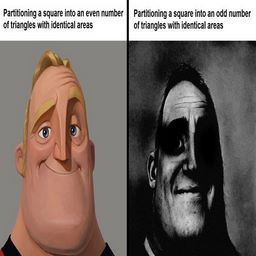 Partitioning a square into an even number
of triangles with identical areas
Partitioning a square into an odd number
of triangles with identical areas